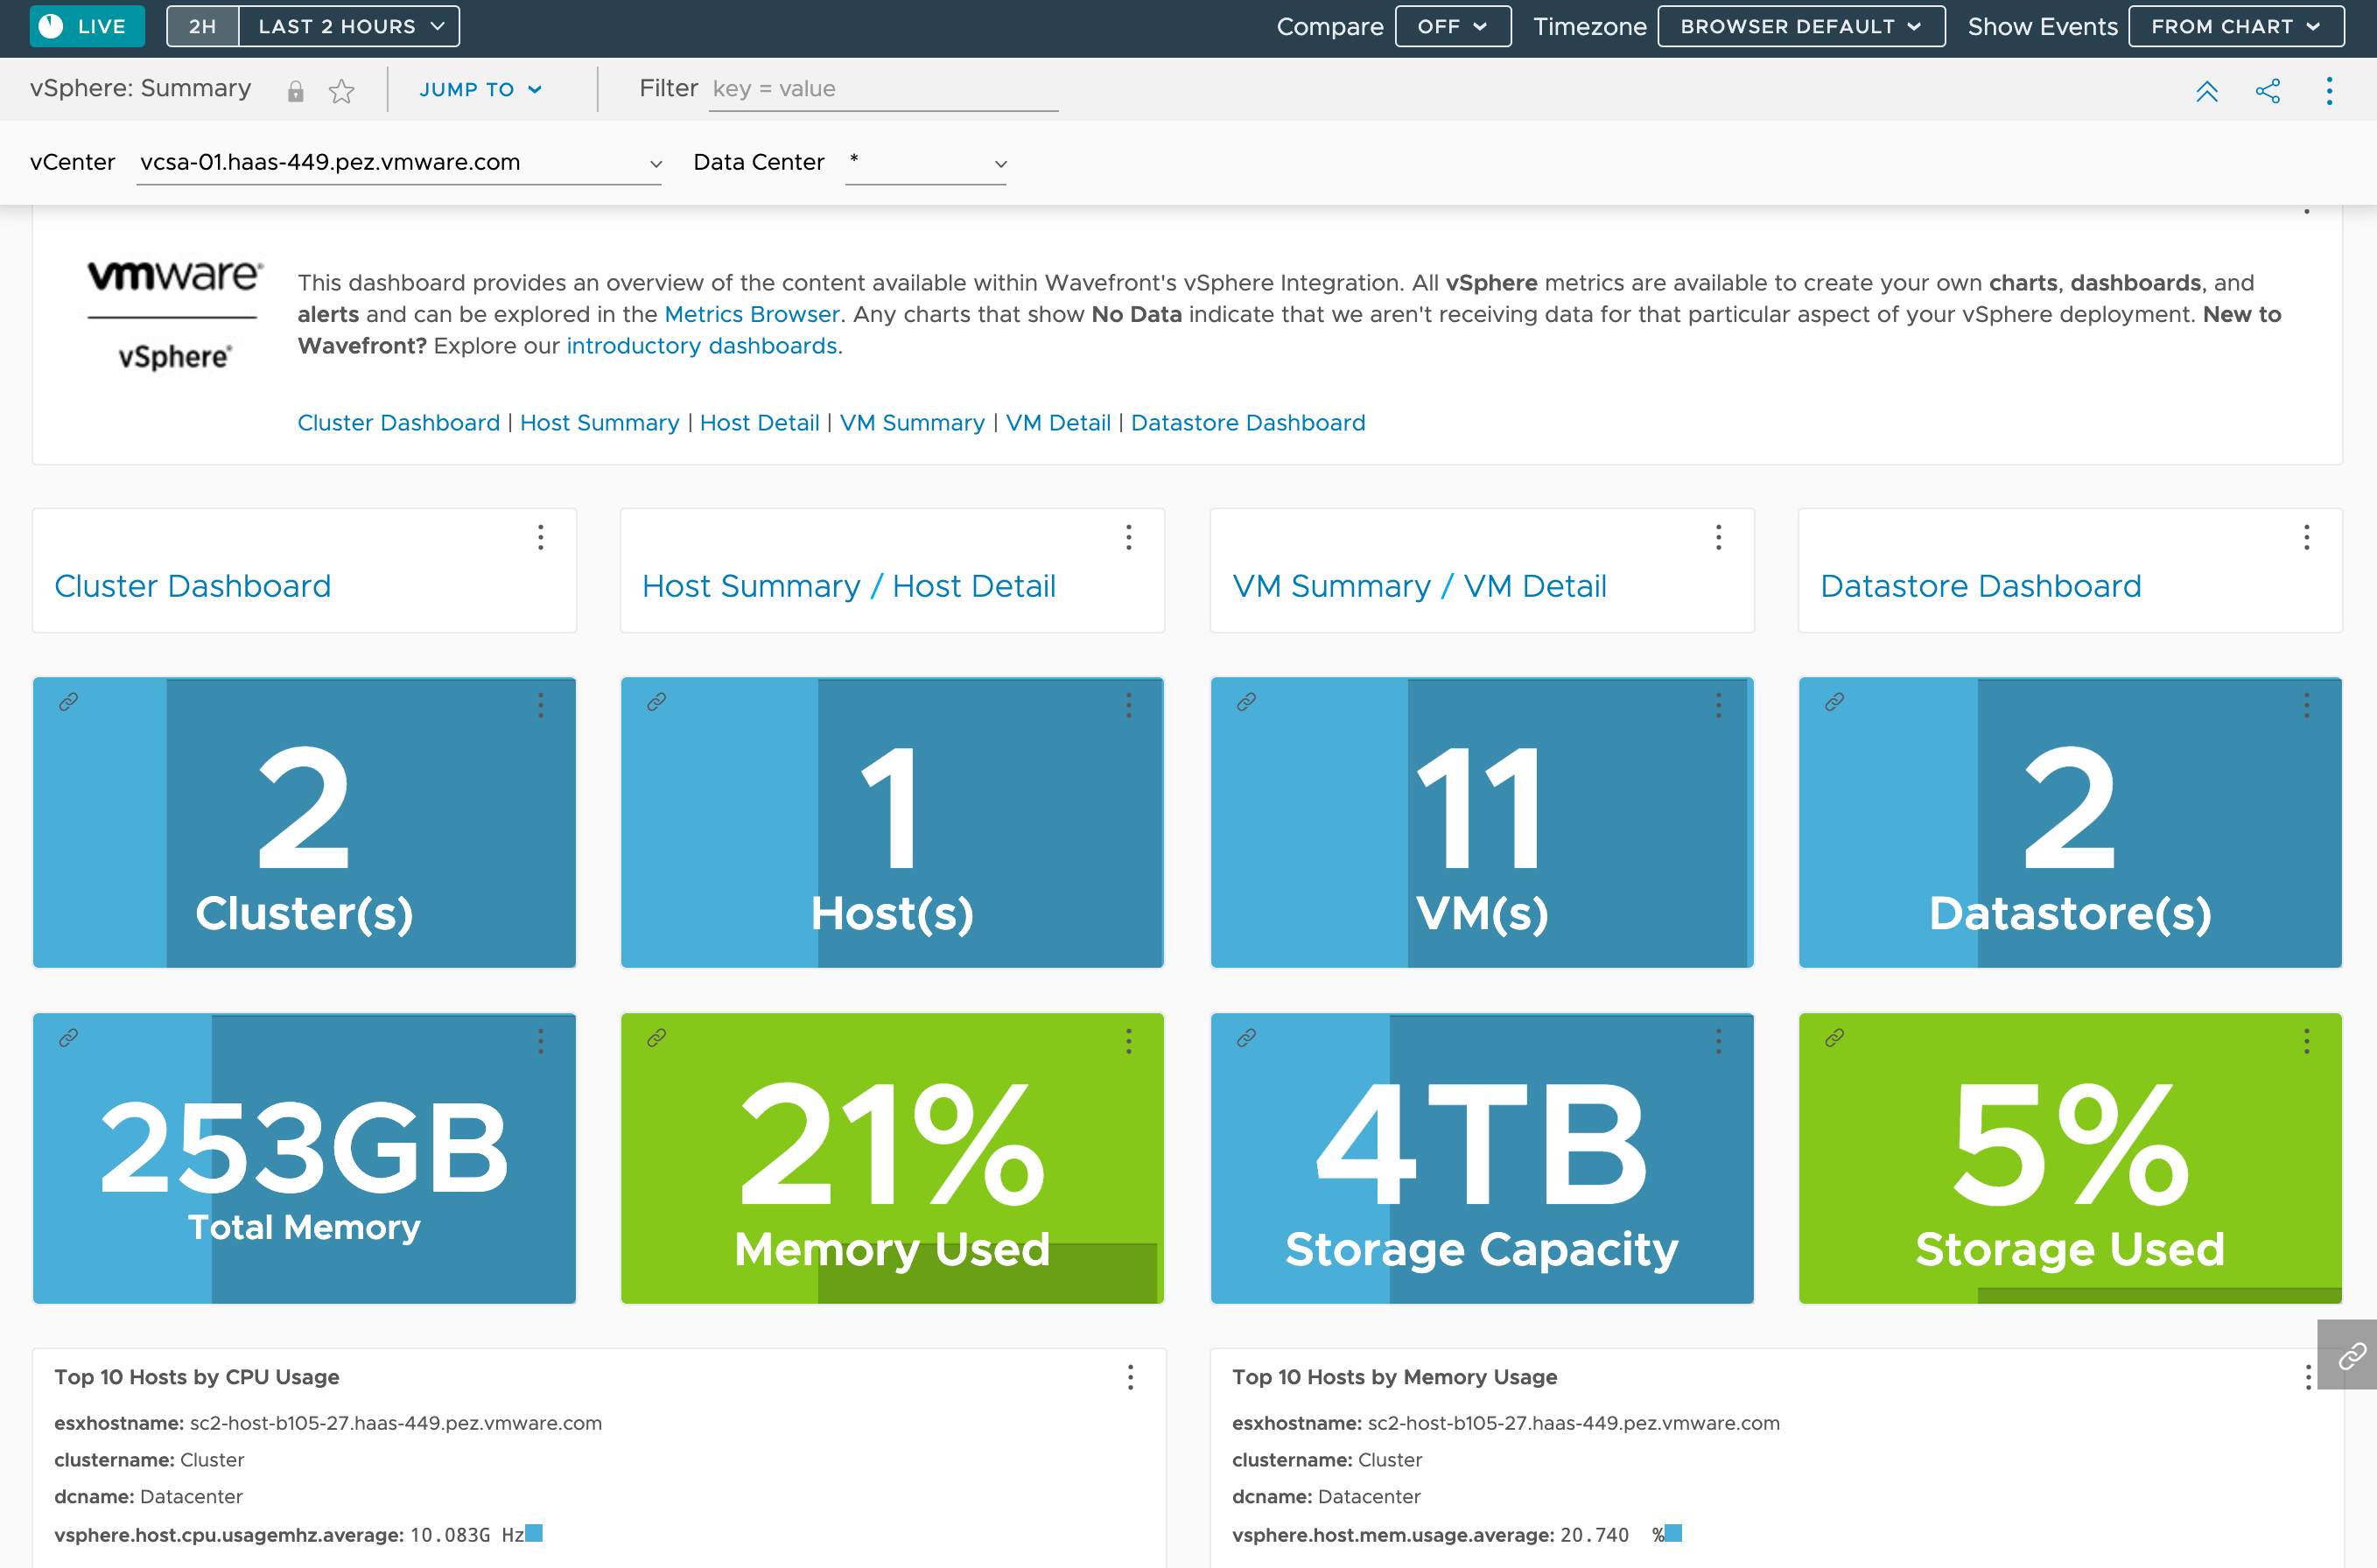 LIVE 2H LAST 2 HOURS Compare OFF Timezone BROWSER DEFAULT Show Events FROM CHART
vSphere: Summary JUMP TO Filter key = value
vCenter vcsa-01.haas-449.pez.vmware.com Data Center *
vmware®
vSphere®
This dashboard provides an overview of the content available within Wavefront's vSphere Integration. All vSphere metrics are available to create your own charts, dashboards, and
alerts and can be explored in the Metrics Browser. Any charts that show No Data indicate that we aren't receiving data for that particular aspect of your vSphere deployment. New to
Wavefront? Explore our introductory dashboards.
Cluster Dashboard | Host Summary | Host Detail | VM Summary | VM Detail | Datastore Dashboard
Cluster Dashboard
Host Summary / Host Detail
VM Summary / VM Detail
Datastore Dashboard
2
Cluster(s)
1
Host(s)
11
VM(s)
2
Datastore(s)
253GB
Total Memory
21%
Memory Used
4TB
Storage Capacity
5%
Storage Used
Top 10 Hosts by CPU Usage
esxhostname: sc2-host-b105-27.haas-449.pez.vmware.com
clustername: Cluster
dcname: Datacenter
vsphere.host.cpu.usagemhz.average: 10.083G Hz
Top 10 Hosts by Memory Usage
esxhostname: sc2-host-b105-27.haas-449.pez.vmware.com
clustername: Cluster
dcname: Datacenter
vsphere.host.mem.usage.average: 20.740 %